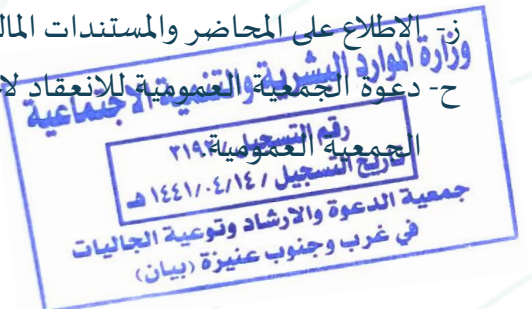 ز- الاطلاع على المحاضر والمستندات المال
ح- دعوة الجمعية العمومية للانعقاد لا
الجمعية العمومية.
وزارة الموارد البشرية والتنمية الاجتماعية
رقم التسجيل /
تاريخ التسجيل / ١٤٤١/٠٤/١٤ هـ
جمعية الدعوة والارشاد وتوعية الجاليات
في غرب وجنوب عنيزة (بيان)